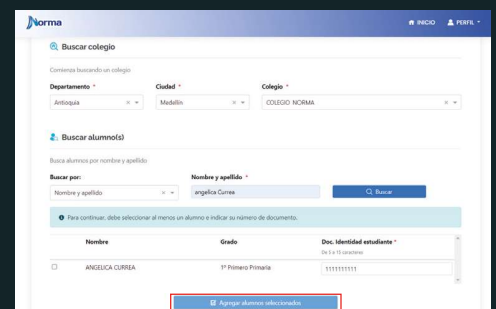 Norma
INICIO PERFIL
Buscar colegio
Comienza buscando un colegio
Departamento * Ciudad * Colegio *
Antioquia × Medellín × COLEGIO NORMA ×
Buscar alumno(s)
Busca alumnos por nombre y apellido
Buscar por: Nombre y apellido *
Nombre y apellido × angelica Currea Buscar
Para continuar, debe seleccionar al menos un alumno e indicar su número de documento.
Nombre Grado Doc. Identidad estudiante *
De 5 a 15 caracteres
ANGELICA CURREA 1º Primero Primaria 1111111111
Agregar alumnos seleccionados